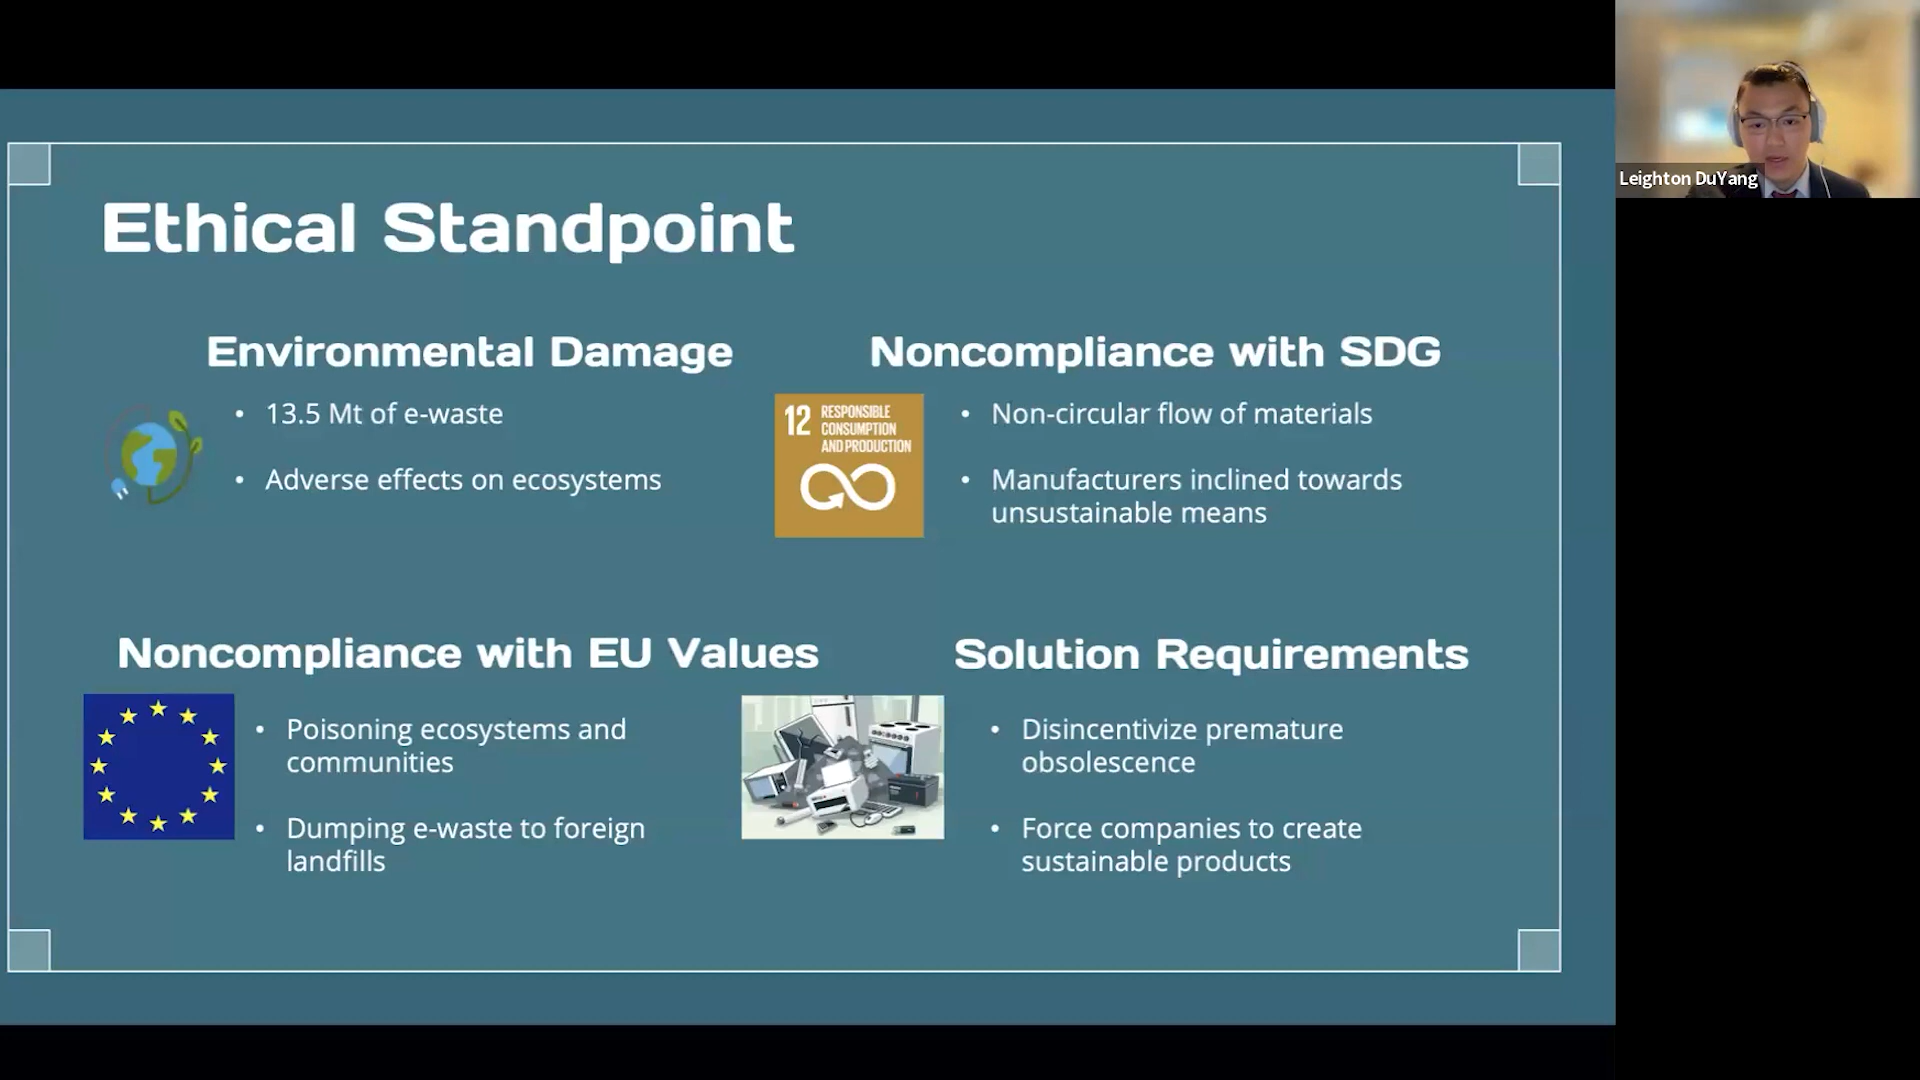 Leighton DuYang
Ethical Standpoint
Environmental Damage
• 13.5 Mt of e-waste
• Adverse effects on ecosystems
Noncompliance with SDG
12 RESPONSIBLE
CONSUMPTION
AND PRODUCTION
• Non-circular flow of materials
• Manufacturers inclined towards
unsustainable means
Noncompliance with EU Values
• Poisoning ecosystems and
communities
• Dumping e-waste to foreign
landfills
Solution Requirements
• Disincentivize premature
obsolescence
• Force companies to create
sustainable products